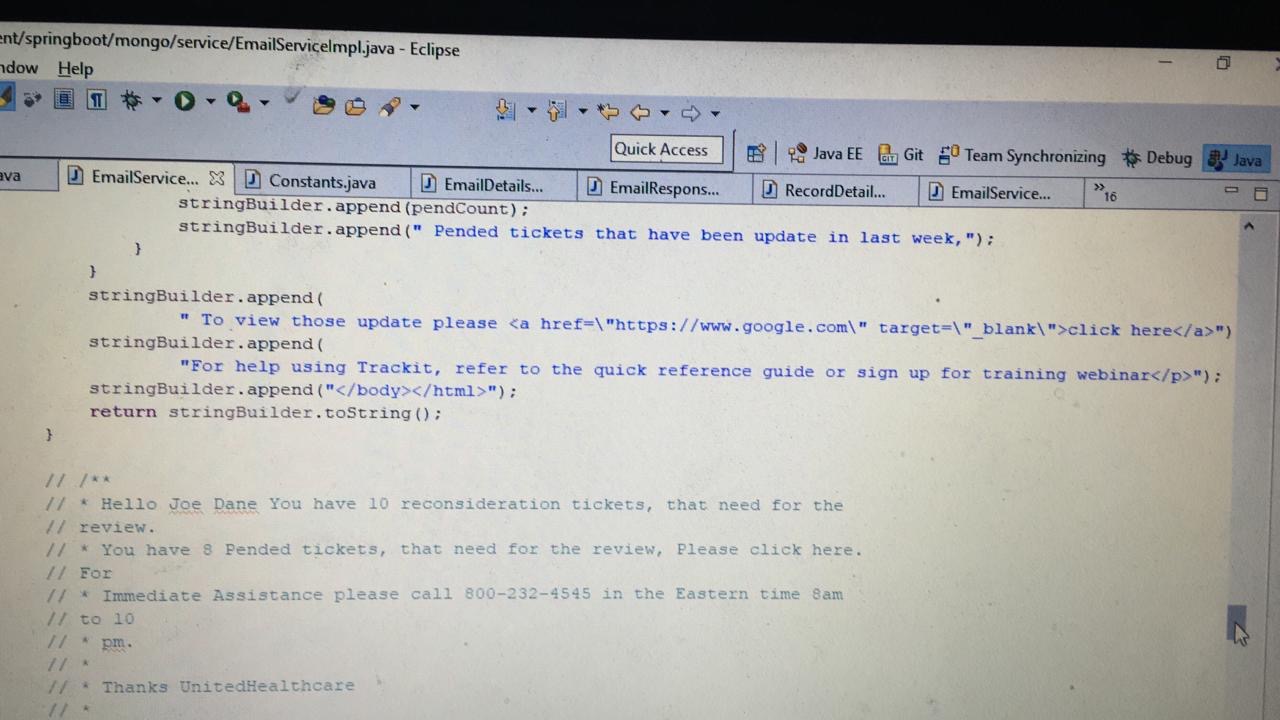 ent/springboot/mongo/service/EmailServiceImpl.java - Eclipse
ndow Help
Quick Access
Java EE Git Team Synchronizing Debug Java
ava EmailService... Constants.java EmailDetails... EmailRespons... RecordDetail... EmailService... »16
stringBuilder.append(pendCount);
stringBuilder.append(" Pended tickets that have been update in last week,");
}
}
stringBuilder.append(
" To view those update please <a href=\"https://www.google.com\" target=\"_blank\">click here</a>")
stringBuilder.append(
"For help using Trackit, refer to the quick reference guide or sign up for training webinar</p>");
stringBuilder.append("</body></html>");
return stringBuilder.toString();
}
// /**
// * Hello Joe Dane You have 10 reconsideration tickets, that need for the
// review.
// * You have 8 Pended tickets, that need for the review, Please click here.
// For
// * Immediate Assistance please call 800-232-4545 in the Eastern time 8am
// to 10
// * pm.
// *
// * Thanks UnitedHealthcare
// *